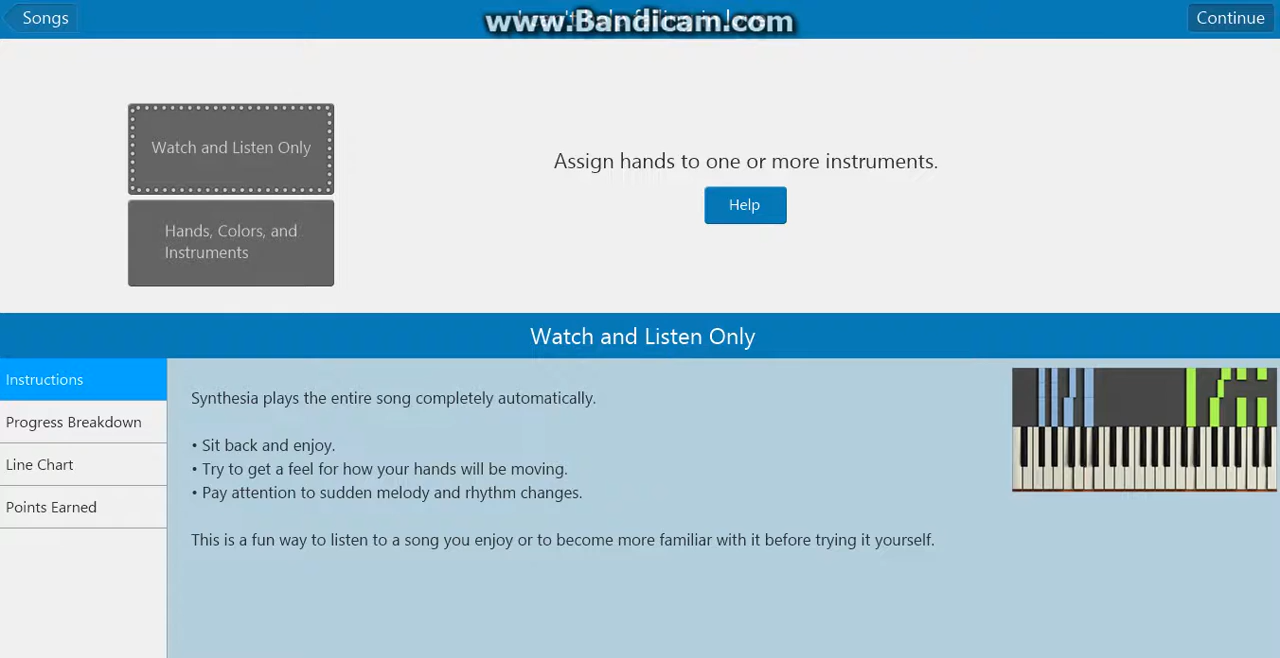 Songs
www.Bandicam.com
Continue
Watch and Listen Only
Assign hands to one or more instruments.
Help
Hands, Colors, and
Instruments
Watch and Listen Only
Instructions
Progress Breakdown
Line Chart
Points Earned
Synthesia plays the entire song completely automatically.
• Sit back and enjoy.
• Try to get a feel for how your hands will be moving.
• Pay attention to sudden melody and rhythm changes.
This is a fun way to listen to a song you enjoy or to become more familiar with it before trying it yourself.